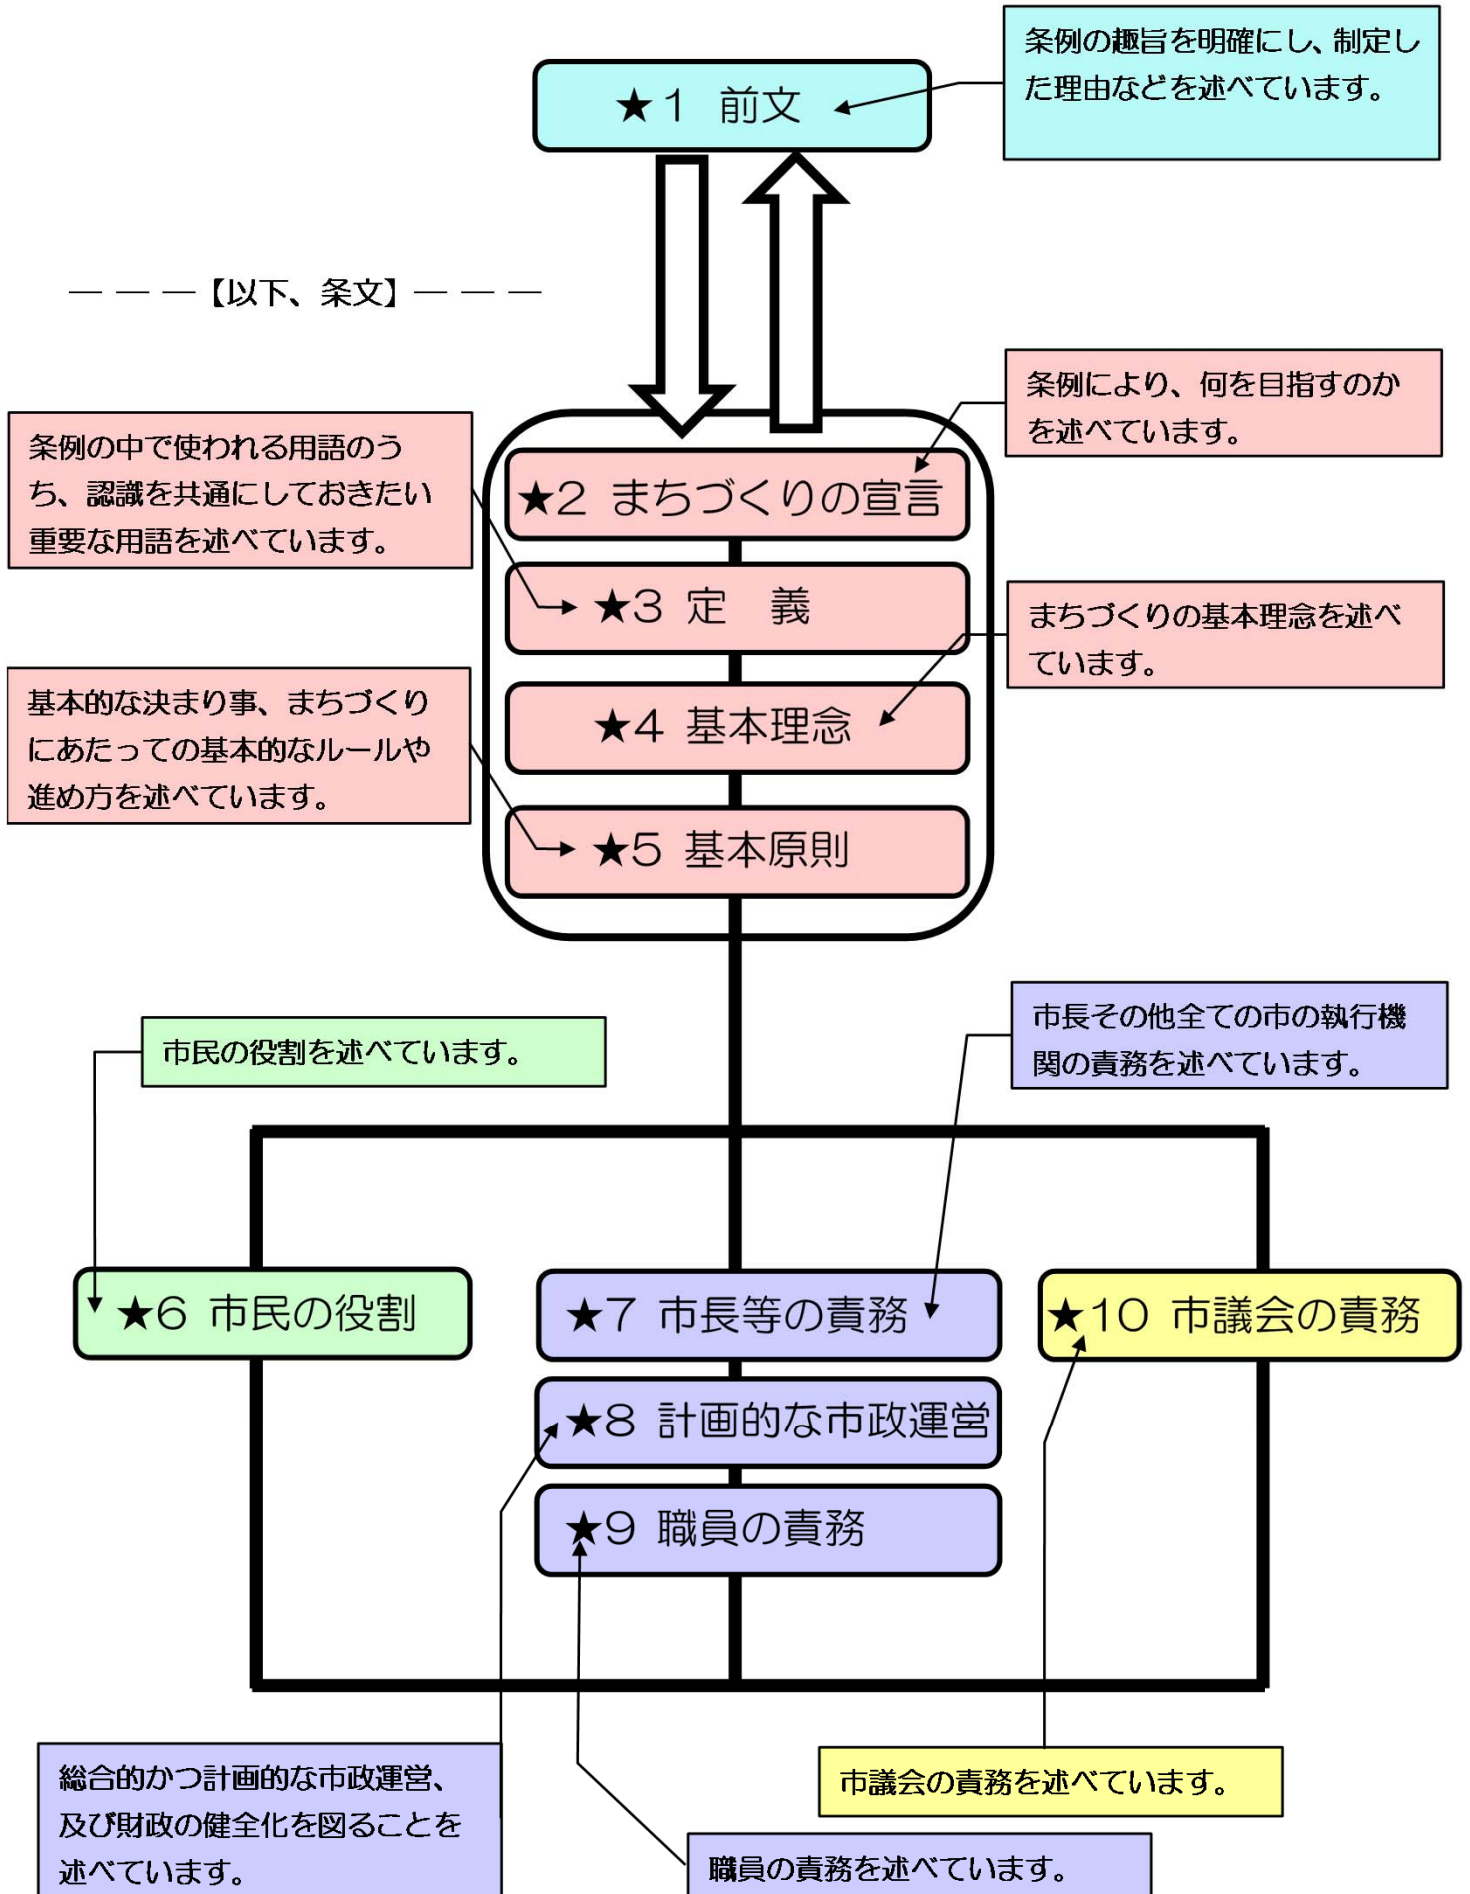 条例の趣旨を明確にし、制定し
た理由などを述べています。
★1 前文
― ― ―【以下、条文】― ― ―
条例により、何を目指すのか
を述べています。
条例の中で使われる用語のう
ち、認識を共通にしておきたい
重要な用語を述べています。
★2 まちづくりの宣言
★3 定　義
まちづくりの基本理念を述べ
ています。
基本的な決まり事、まちづくり
にあたっての基本的なルールや
進め方を述べています。
★4 基本理念
★5 基本原則
市長その他全ての市の執行機
関の責務を述べています。
市民の役割を述べています。
★6 市民の役割
★7 市長等の責務
★10 市議会の責務
★8 計画的な市政運営
★9 職員の責務
総合的かつ計画的な市政運営、
及び財政の健全化を図ることを
述べています。
市議会の責務を述べています。
職員の責務を述べています。